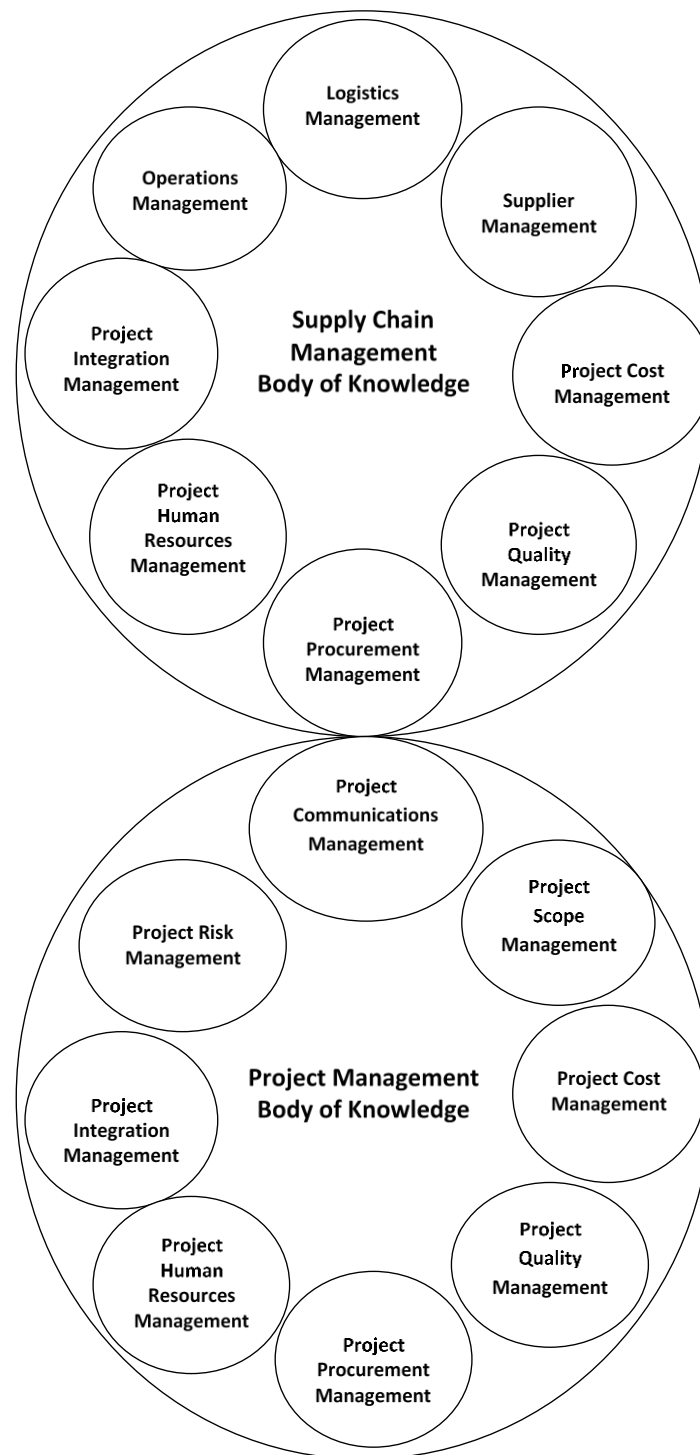 Logistics
Management
Operations
Management
Supplier
Management
Supply Chain
Management
Body of Knowledge
Project
Integration
Management
Project Cost
Management
Project
Human
Resources
Management
Project
Quality
Management
Project
Procurement
Management
Project
Communications
Management
Project
Scope
Management
Project Risk
Management
Project Management
Body of Knowledge
Project Cost
Management
Project
Integration
Management
Project
Quality
Management
Project
Human
Resources
Management
Project
Procurement
Management